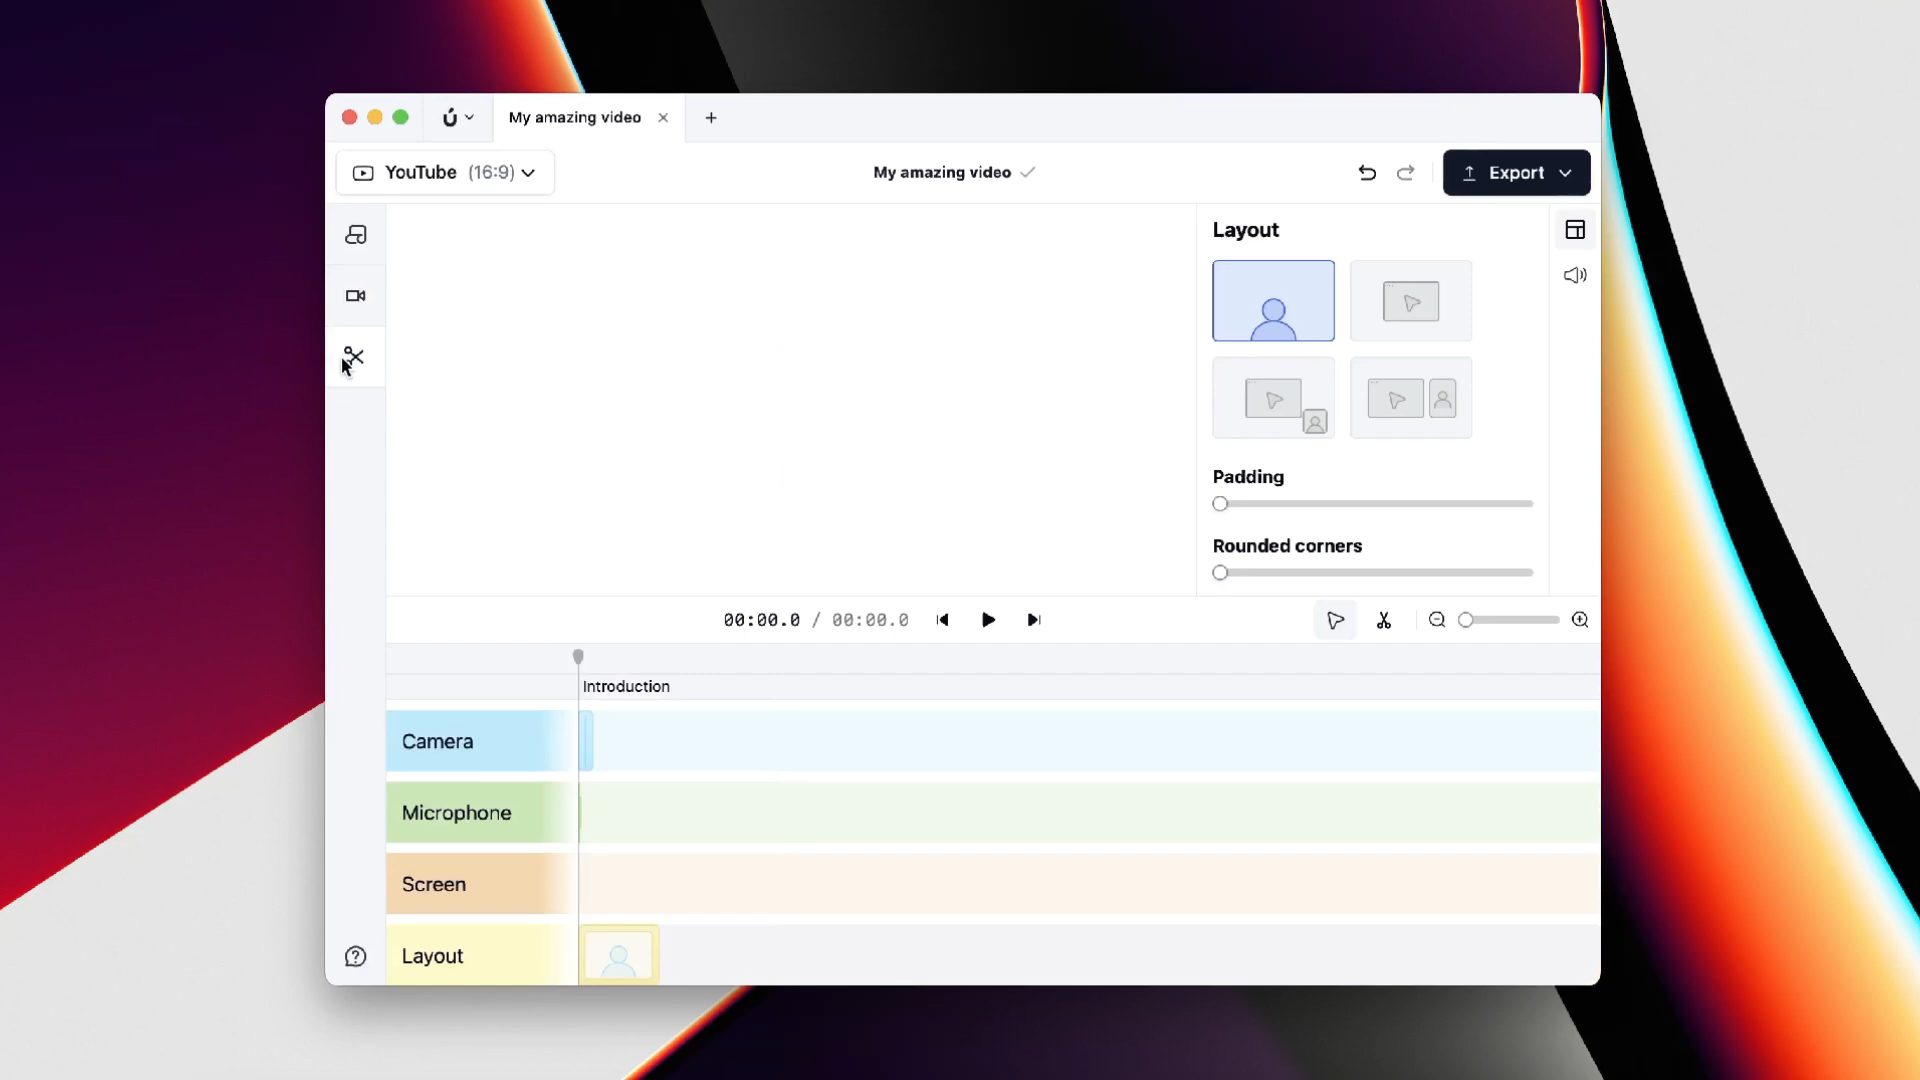 My amazing video
YouTube (16:9)
My amazing video
Export
Layout
Padding
Rounded corners
00:00.0 / 00:00.0
Introduction
Camera
Microphone
Screen
Layout